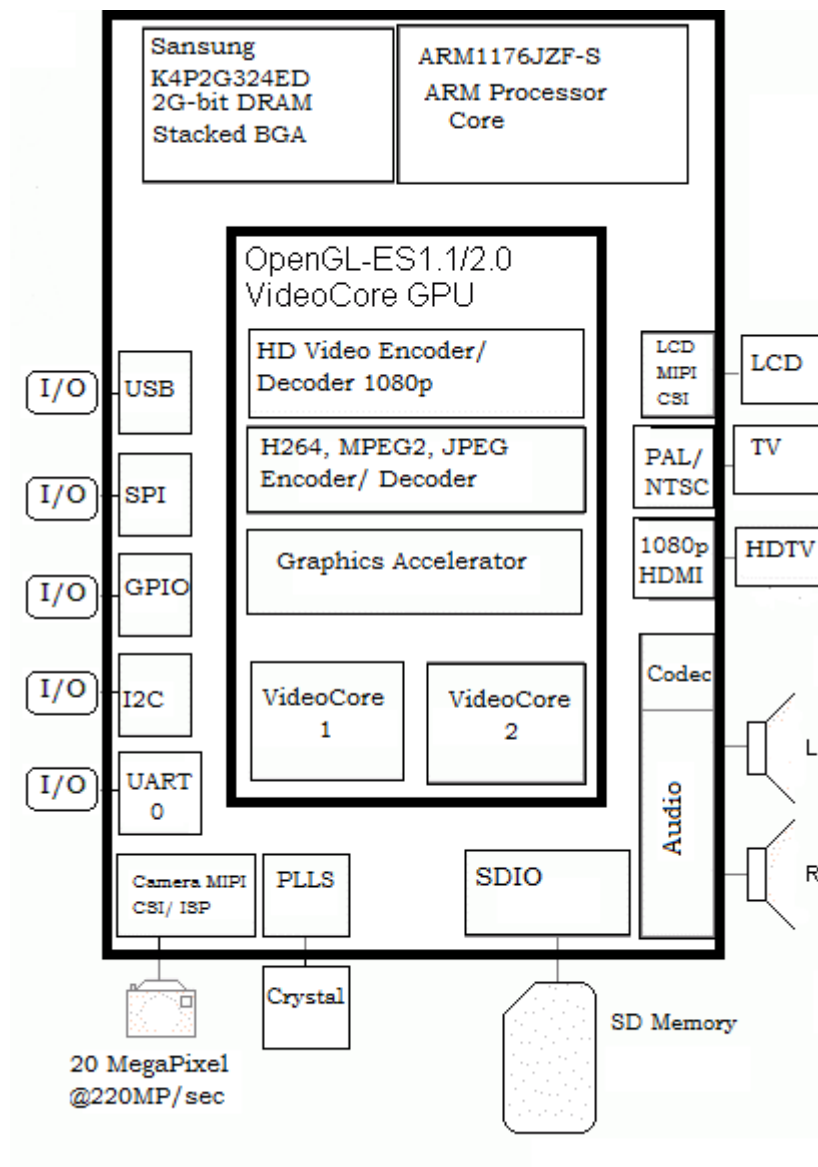 Sansung
K4P2G324ED
2G-bit DRAM
Stacked BGA
ARM1176JZF-S
ARM Processor
Core
OpenGL-ES1.1/2.0
VideoCore GPU
HD Video Encoder/
Decoder 1080p
H264, MPEG2, JPEG
Encoder/ Decoder
Graphics Accelerator
VideoCore
1
VideoCore
2
I/O
USB
I/O
SPI
I/O
GPIO
I/O
I2C
I/O
UART
0
LCD
MIPI
CSI
LCD
PAL/
NTSC
TV
1080p
HDMI
HDTV
Codec
Audio
L
R
Camera MIPI
CSI/ ISP
PLLS
SDIO
Crystal
SD Memory
20 MegaPixel
@220MP/sec